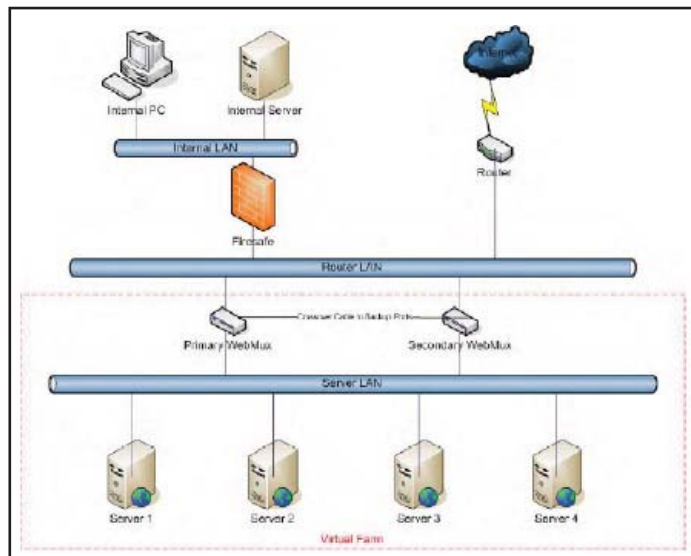 Internet
Internal PC
Internal Server
Internal LAN
Router
Firesafe
Router LAN
Crossover Cable to Backup Ports
Primary WebMux
Secondary WebMux
Server LAN
Server 1
Server 2
Server 3
Server 4
Virtual Farm